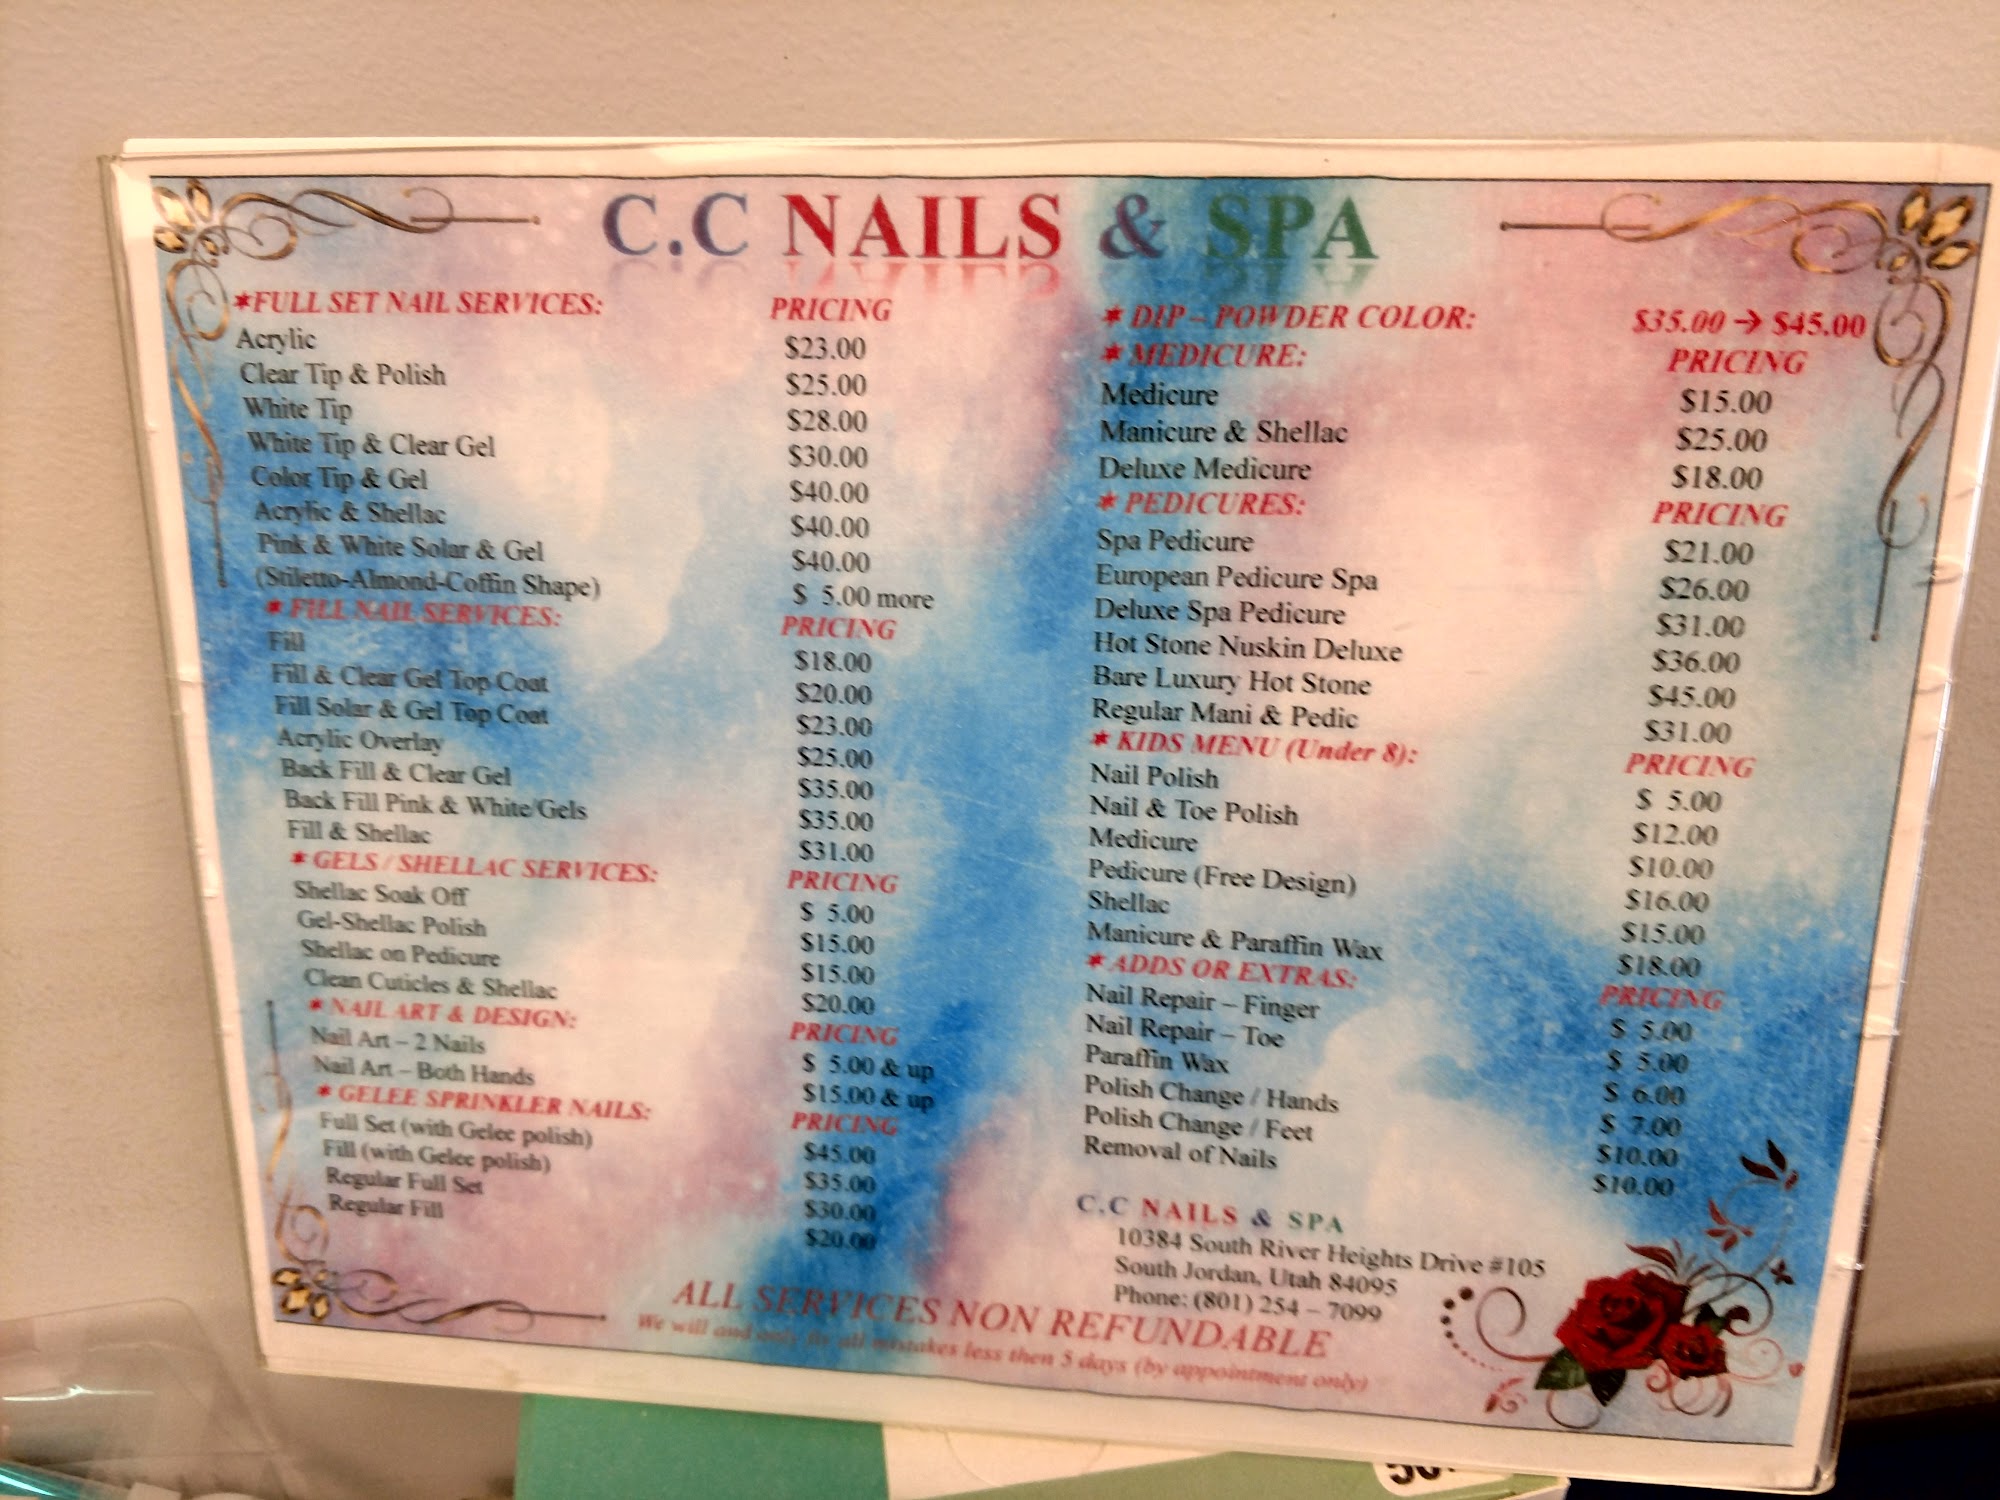 C.C NAILS & SPA
*FULL SET NAIL SERVICES: PRICING
Acrylic $23.00
Clear Tip & Polish $25.00
White Tip $28.00
White Tip & Clear Gel $30.00
Color Tip & Gel $40.00
Acrylic & Shellac $40.00
Pink & White Solar & Gel $40.00
(Stiletto-Almond-Coffin Shape) $ 5.00 more
* FILL NAIL SERVICES: PRICING
Fill $18.00
Fill & Clear Gel Top Coat $20.00
Fill Solar & Gel Top Coat $23.00
Acrylic Overlay $25.00
Back Fill & Clear Gel $35.00
Back Fill Pink & White/Gels $35.00
Fill & Shellac $31.00
* GELS / SHELLAC SERVICES: PRICING
Shellac Soak Off $ 5.00
Gel-Shellac Polish $15.00
Shellac on Pedicure $15.00
Clean Cuticles & Shellac $20.00
* NAIL ART & DESIGN: PRICING
Nail Art – 2 Nails $ 5.00 & up
Nail Art – Both Hands $15.00 & up
* GELEE SPRINKLER NAILS: PRICING
Full Set (with Gelee polish) $45.00
Fill (with Gelee polish) $35.00
Regular Full Set $30.00
Regular Fill $20.00
* DIP – POWDER COLOR: $35.00 → $45.00
* MEDICURE: PRICING
Medicure $15.00
Manicure & Shellac $25.00
Deluxe Medicure $18.00
* PEDICURES: PRICING
Spa Pedicure $21.00
European Pedicure Spa $26.00
Deluxe Spa Pedicure $31.00
Hot Stone Nuskin Deluxe $36.00
Bare Luxury Hot Stone $45.00
Regular Mani & Pedic $31.00
* KIDS MENU (Under 8): PRICING
Nail Polish $ 5.00
Nail & Toe Polish $12.00
Medicure $10.00
Pedicure (Free Design) $16.00
Shellac $15.00
Manicure & Paraffin Wax $18.00
* ADDS OR EXTRAS: PRICING
Nail Repair – Finger $ 5.00
Nail Repair – Toe $ 5.00
Paraffin Wax $ 6.00
Polish Change / Hands $ 7.00
Polish Change / Feet $10.00
Removal of Nails $10.00
C.C NAILS & SPA
10384 South River Heights Drive #105
South Jordan, Utah 84095
Phone: (801) 254 – 7099
ALL SERVICES NON REFUNDABLE
We will and only fix all mistakes less then 5 days (by appointment only)